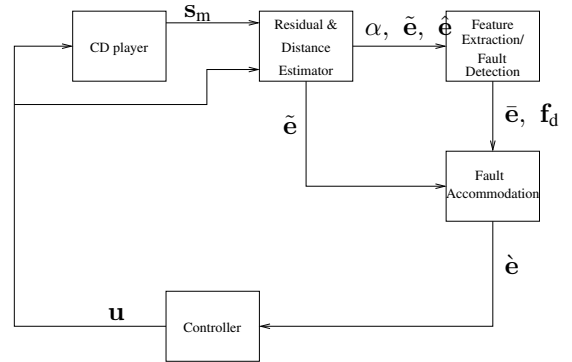 s_m
CD player
Residual &
Distance
Estimator
α, ẽ, ê
Feature
Extraction/
Fault
Detection
ẽ
ē, f_d
Fault
Accommodation
è
u
Controller